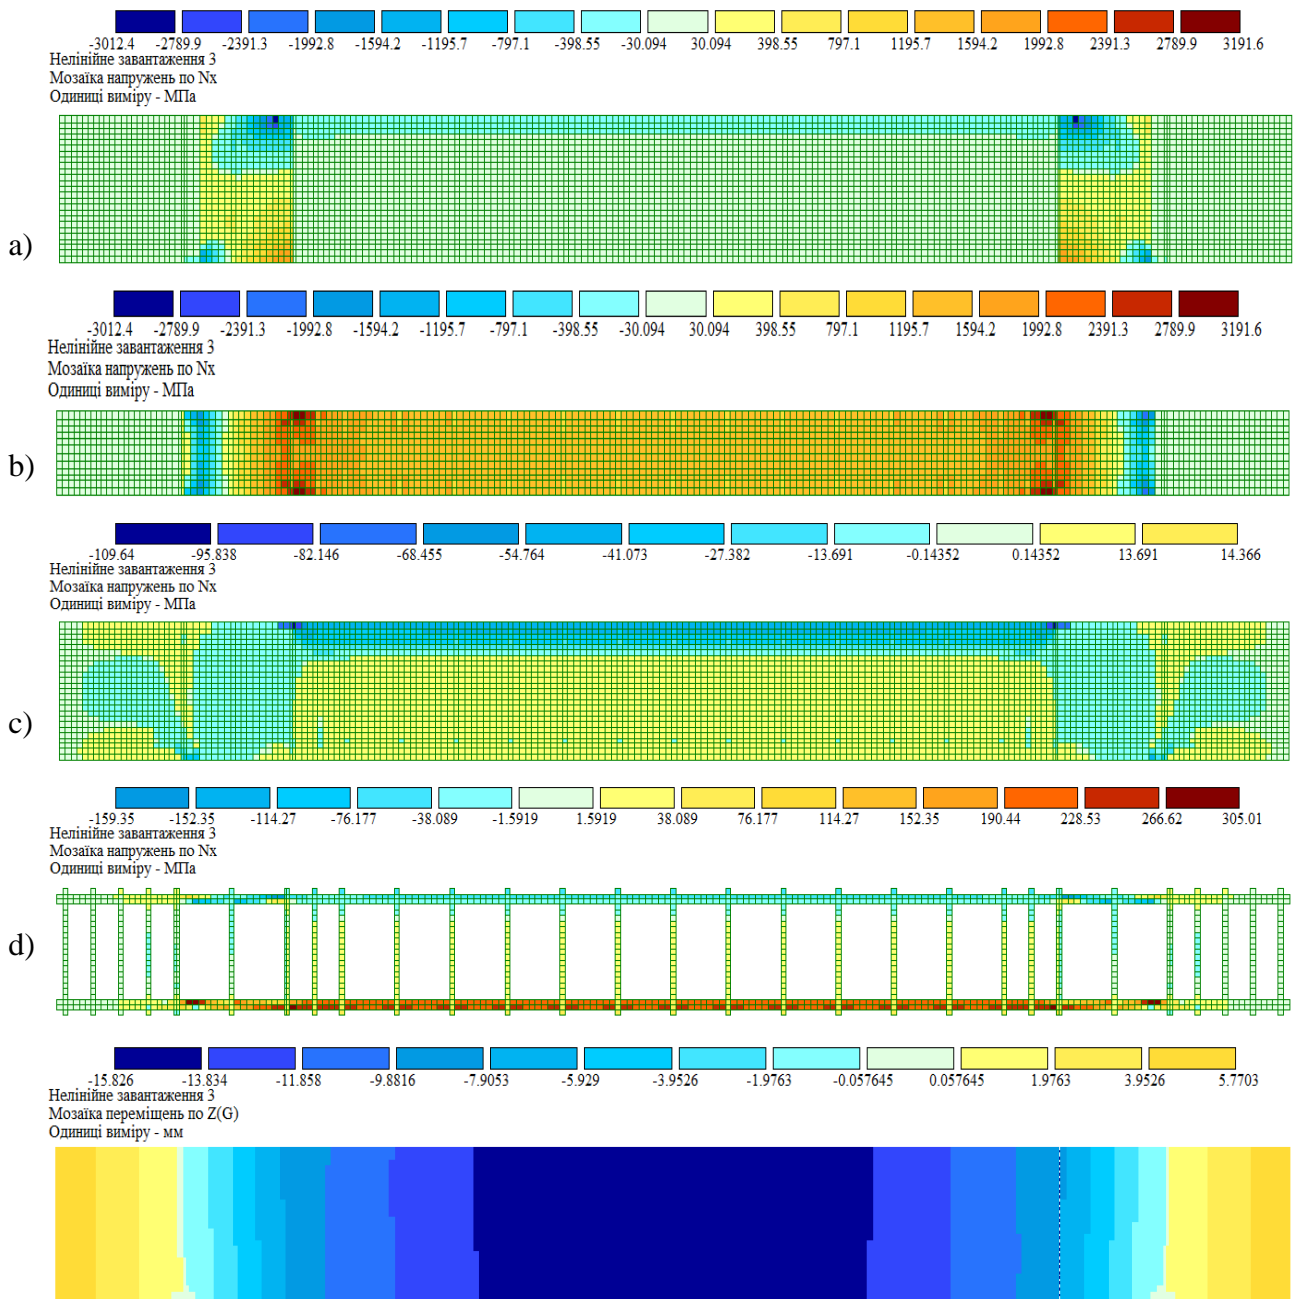 -3012.4 -2789.9 -2391.3 -1992.8 -1594.2 -1195.7 -797.1 -398.55 -30.094 30.094 398.55 797.1 1195.7 1594.2 1992.8 2391.3 2789.9 3191.6
Нелінійне завантаження 3
Мозаїка напружень по Nx
Одиниці виміру - МПа
a)
-3012.4 -2789.9 -2391.3 -1992.8 -1594.2 -1195.7 -797.1 -398.55 -30.094 30.094 398.55 797.1 1195.7 1594.2 1992.8 2391.3 2789.9 3191.6
Нелінійне завантаження 3
Мозаїка напружень по Nx
Одиниці виміру - МПа
b)
-109.64 -95.838 -82.146 -68.455 -54.764 -41.073 -27.382 -13.691 -0.14352 0.14352 13.691 14.366
Нелінійне завантаження 3
Мозаїка напружень по Nx
Одиниці виміру - МПа
c)
-159.35 -152.35 -114.27 -76.177 -38.089 -1.5919 1.5919 38.089 76.177 114.27 152.35 190.44 228.53 266.62 305.01
Нелінійне завантаження 3
Мозаїка напружень по Nx
Одиниці виміру - МПа
d)
-15.826 -13.834 -11.858 -9.8816 -7.9053 -5.929 -3.9526 -1.9763 -0.057645 0.057645 1.9763 3.9526 5.7703
Нелінійне завантаження 3
Мозаїка переміщень по Z(G)
Одиниці виміру - мм